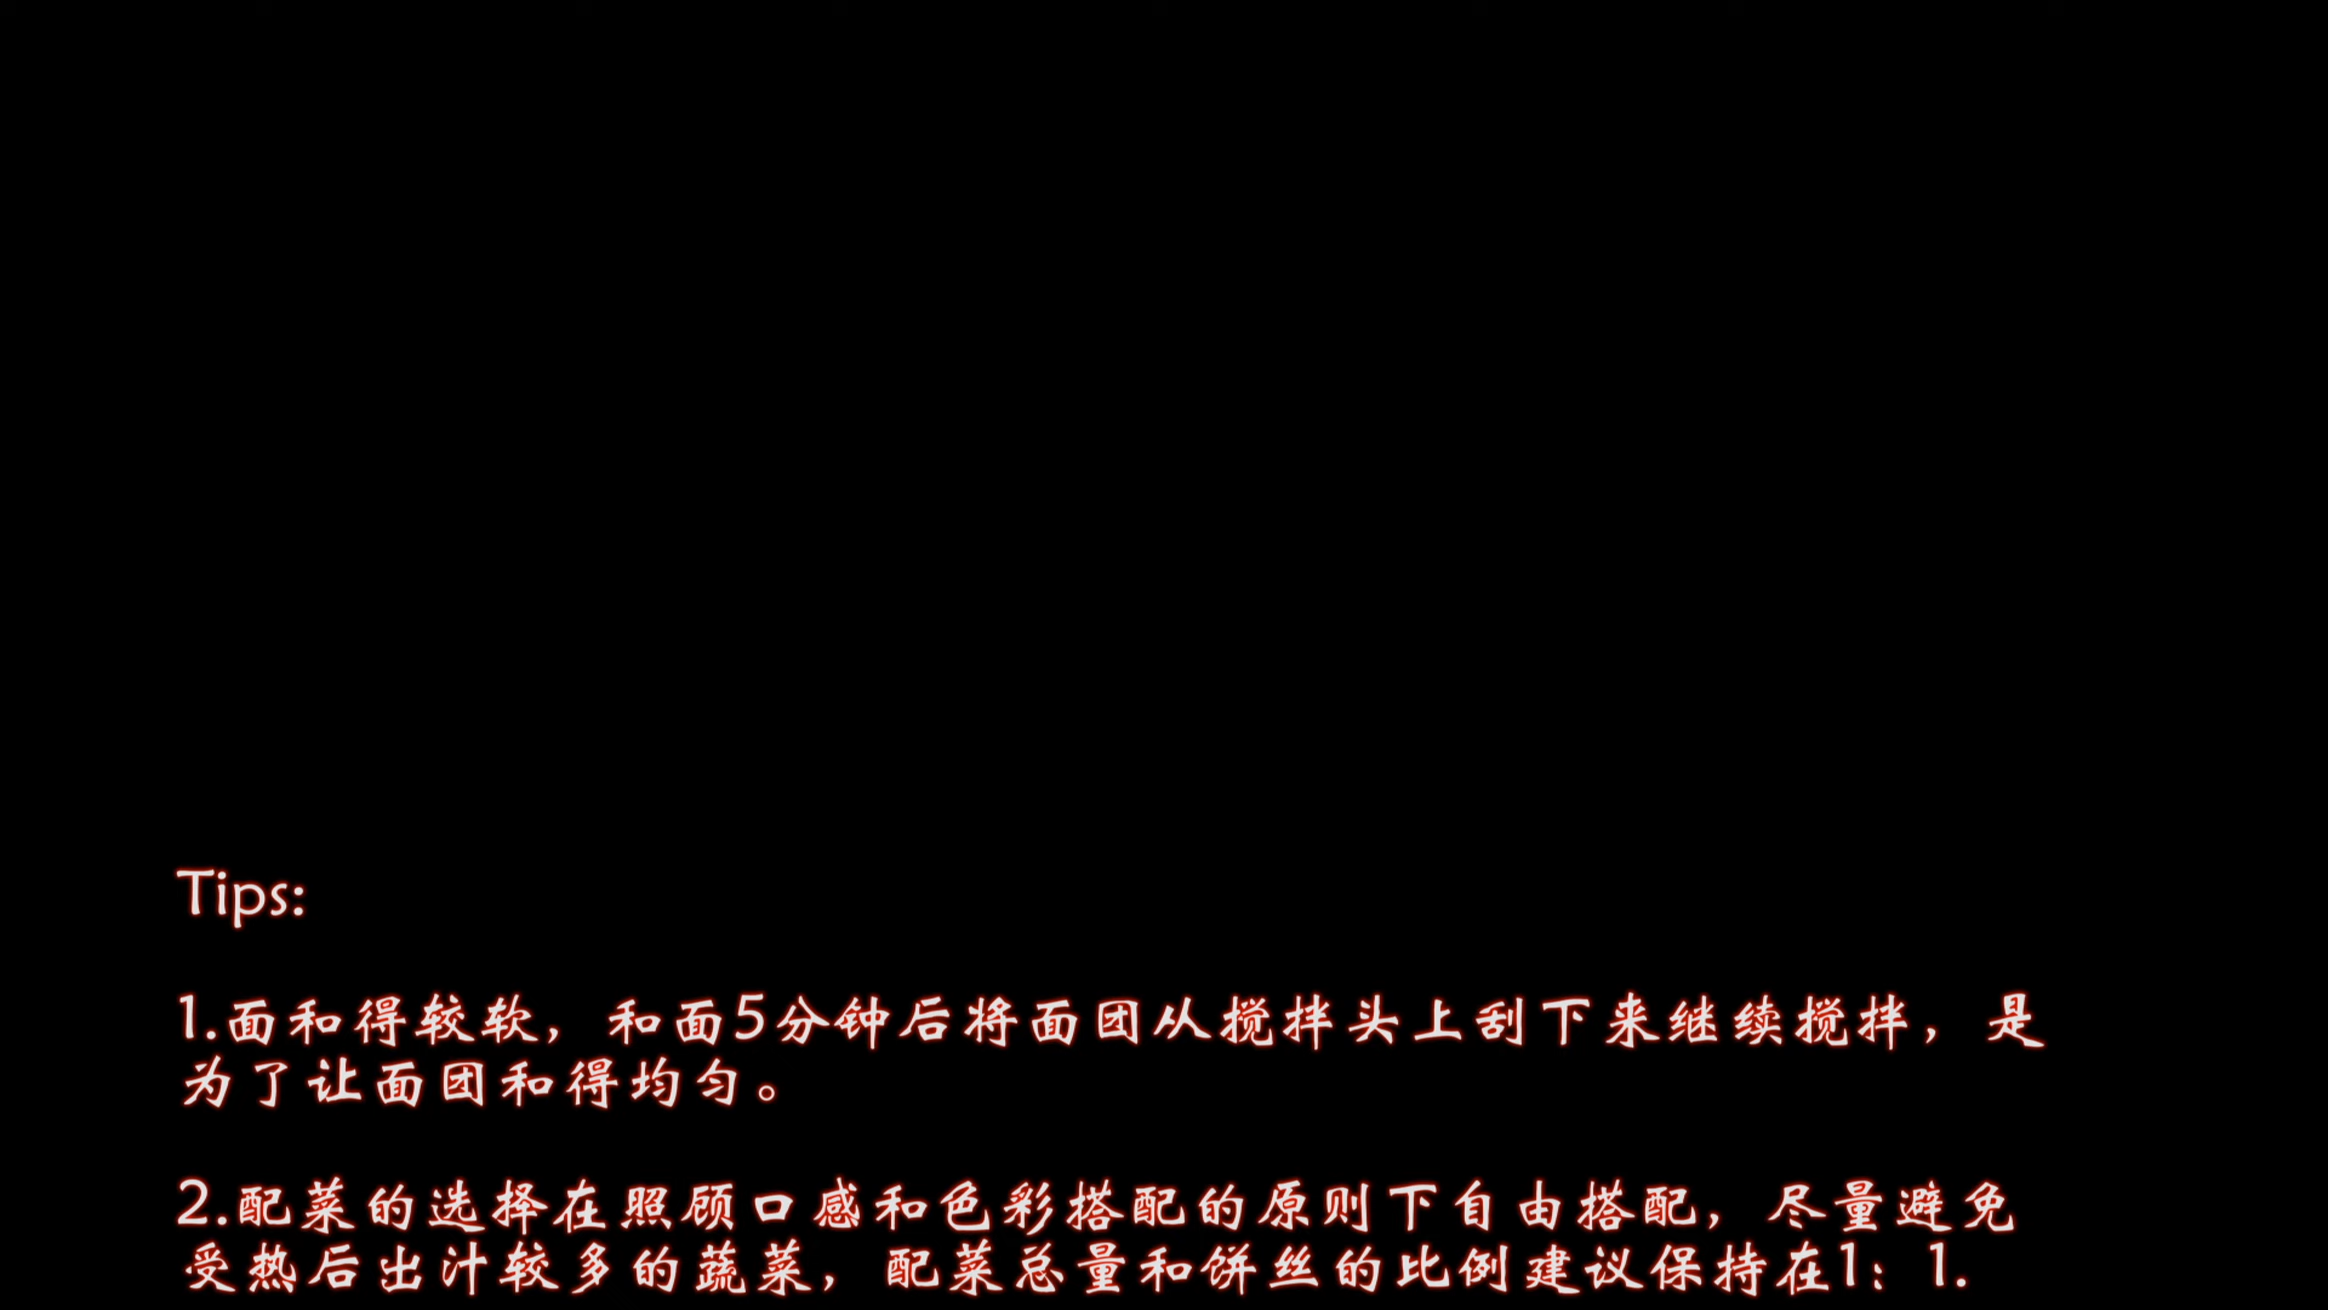 Tips:
1.面和得较软，和面5分钟后将面团从搅拌头上刮下来继续搅拌，是
为了让面团和得均匀。
2.配菜的选择在照顾口感和色彩搭配的原则下自由搭配，尽量避免
受热后出汁较多的蔬菜，配菜总量和饼丝的比例建议保持在1：1.